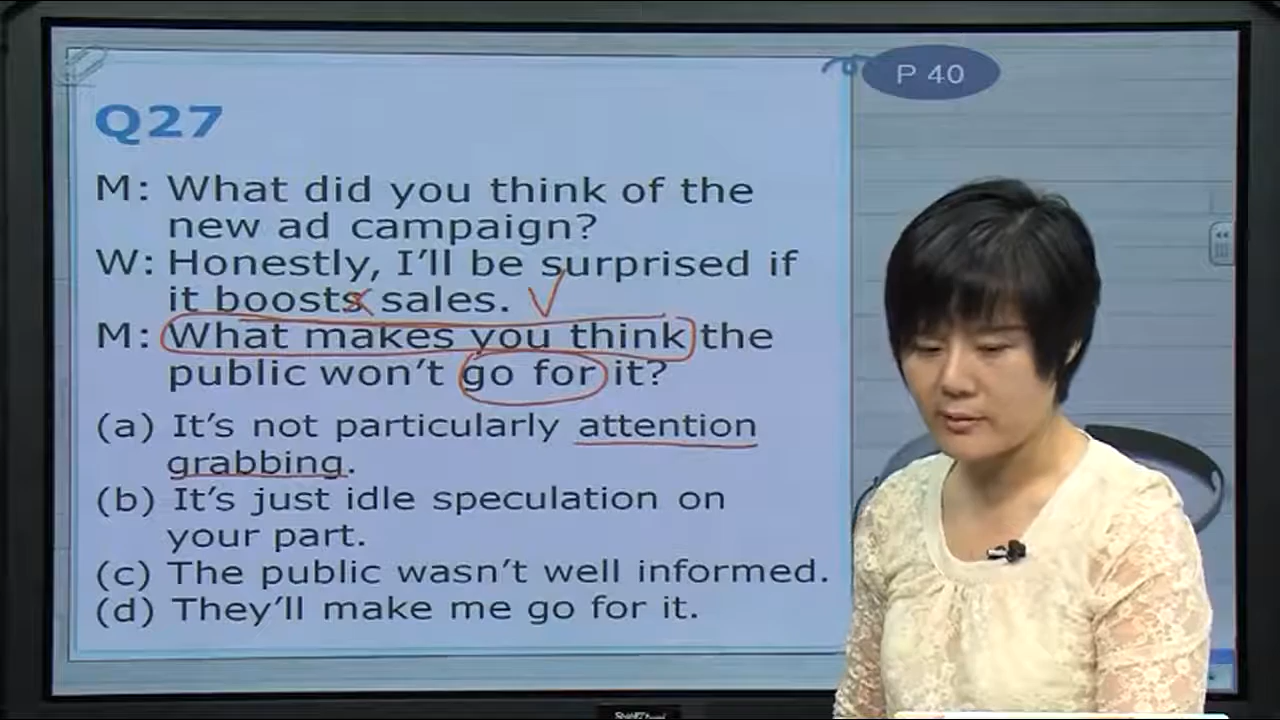 P 40
Q27
M: What did you think of the
new ad campaign?
W: Honestly, I'll be surprised if
it boosts sales.
M: What makes you think the
public won't go for it?
(a) It's not particularly attention
grabbing.
(b) It's just idle speculation on
your part.
(c) The public wasn't well informed.
(d) They'll make me go for it.